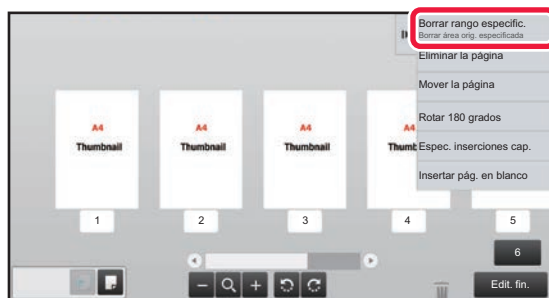 Borrar rango especific.
Borrar área orig. especificada
Eliminar la página
Mover la página
Rotar 180 grados
Espec. inserciones cap.
Insertar pág. en blanco
A4
Thumbnail
A4
Thumbnail
A4
Thumbnail
A4
Thumb
1
2
3
4
5
6
Edit. fin.